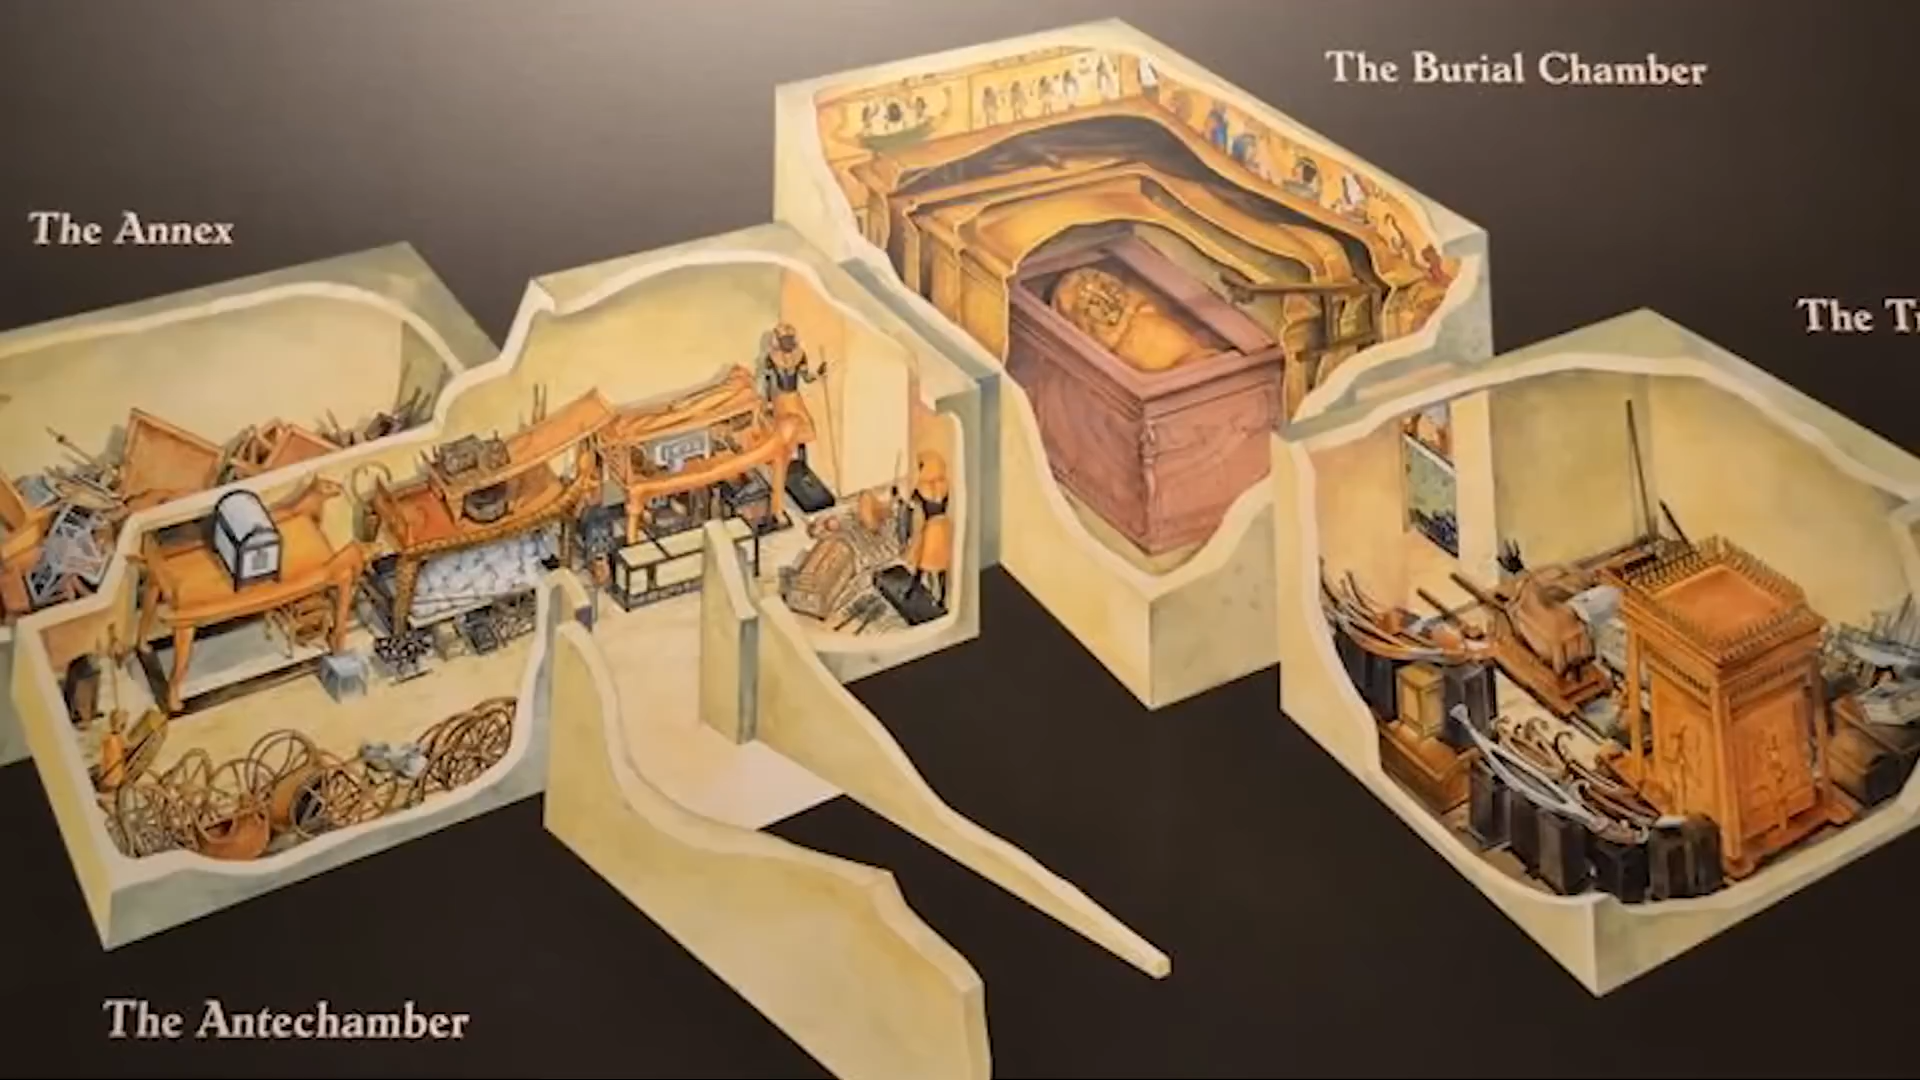 The Burial Chamber
The Annex
The
The Antechamber